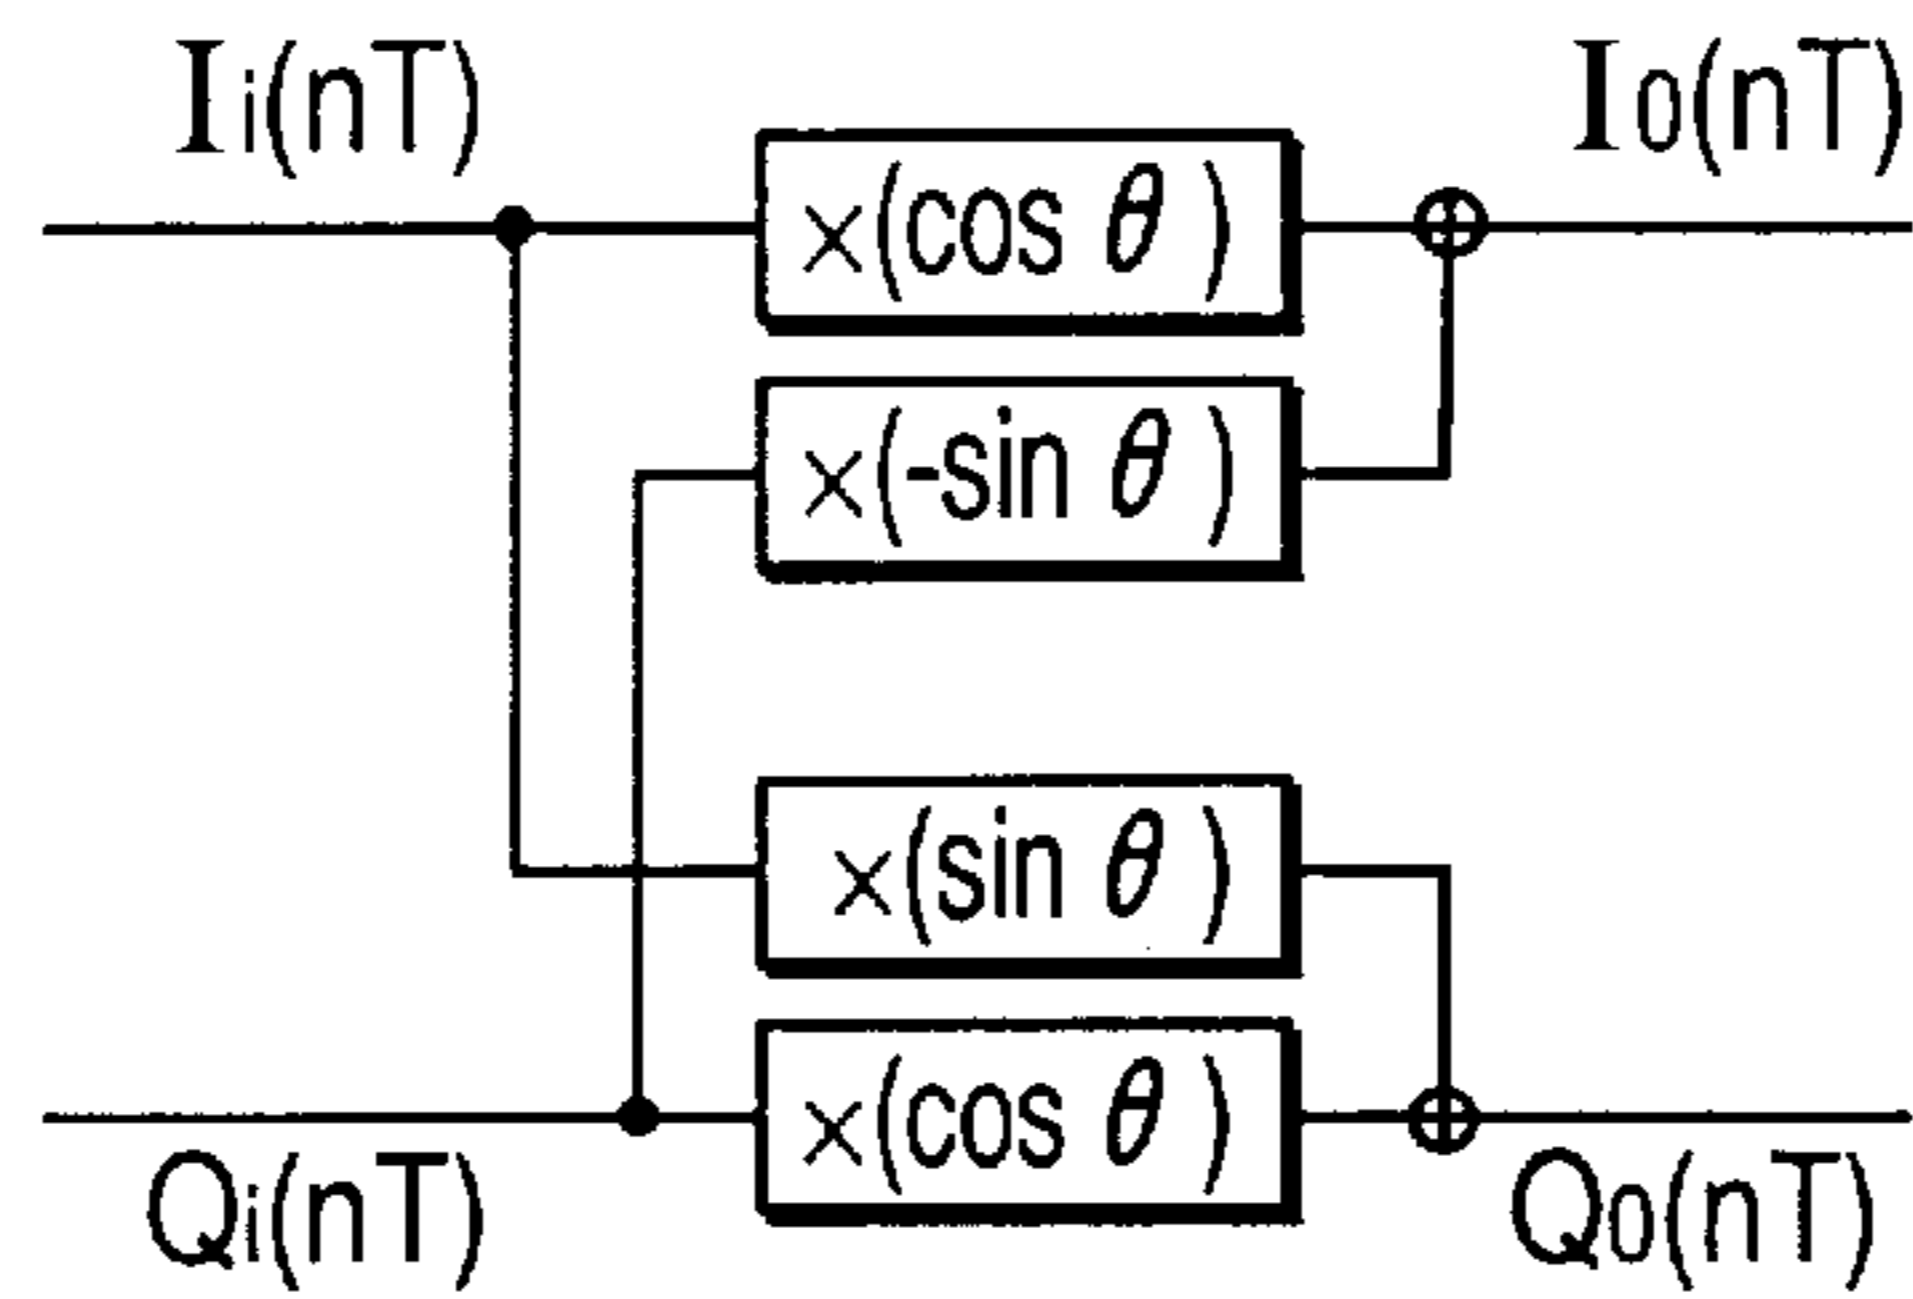 Ii(nT)
I0(nT)
×(cos θ)
×(-sin θ)
×(sin θ)
×(cos θ)
Qi(nT)
Q0(nT)